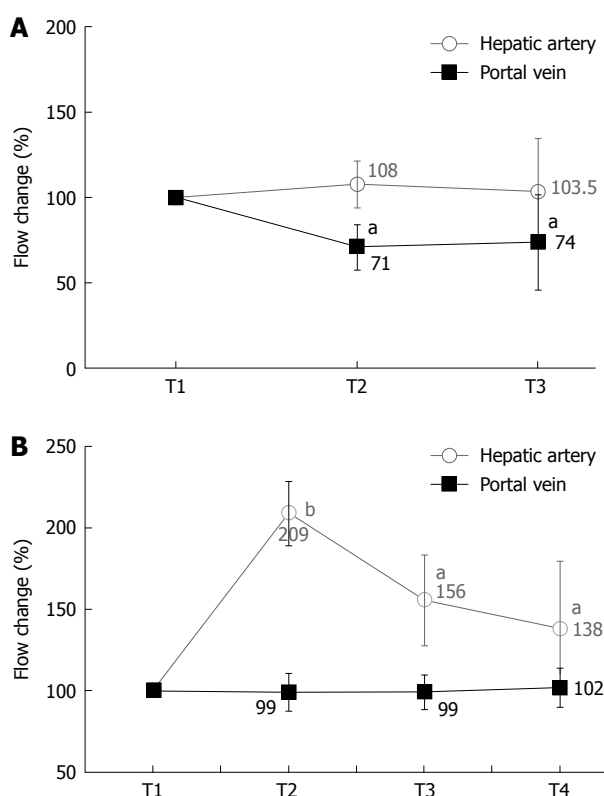 A
200
150
100
50
0
Flow change (%)
Hepatic artery
Portal vein
108
103.5
a
71
a
74
T1 T2 T3
B
250
200
150
100
50
Flow change (%)
Hepatic artery
Portal vein
b
209
a
156
a
138
99
99
102
T1 T2 T3 T4